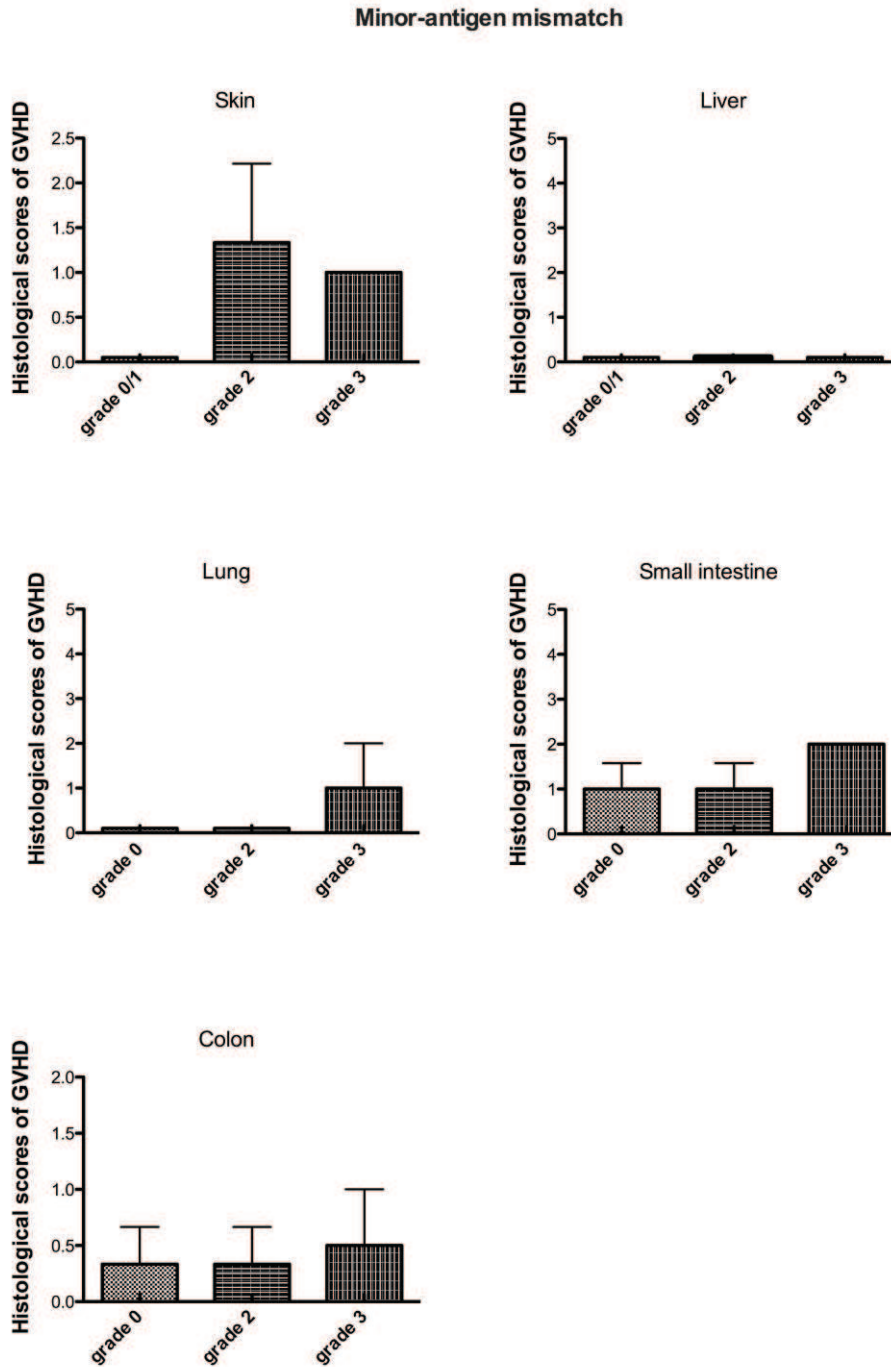 Minor-antigen mismatch
Skin
Histological scores of GVHD
2.5
2.0
1.5
1.0
0.5
0.0
grade 0/1
grade 2
grade 3
Liver
Histological scores of GVHD
5
4
3
2
1
0
grade 0/1
grade 2
grade 3
Lung
Histological scores of GVHD
5
4
3
2
1
0
grade 0
grade 2
grade 3
Small intestine
Histological scores of GVHD
5
4
3
2
1
0
grade 0
grade 2
grade 3
Colon
Histological scores of GVHD
2.0
1.5
1.0
0.5
0.0
grade 0
grade 2
grade 3